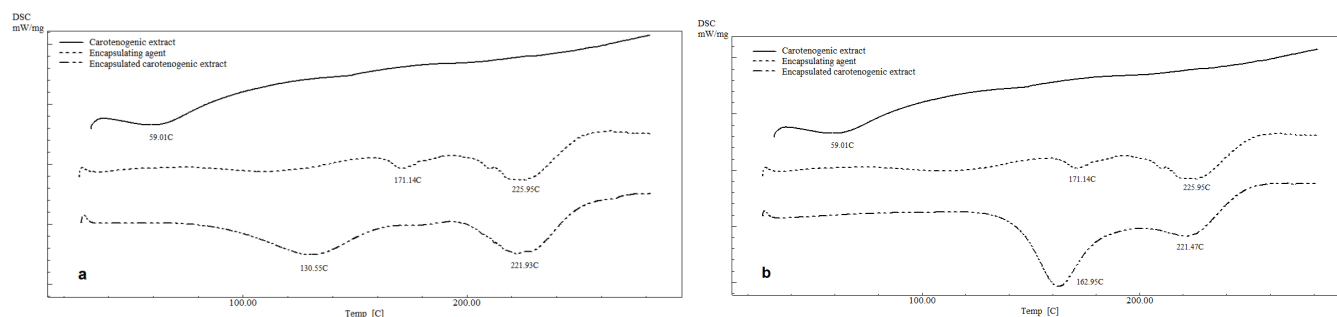 DSC
mW/mg
Carotenogenic extract
Encapsulating agent
Encapsulated carotenogenic extract
59.01C
171.14C
225.95C
130.55C
221.93C
a
100.00
200.00
Temp [C]
DSC
mW/mg
Carotenogenic extract
Encapsulating agent
Encapsulated carotenogenic extract
59.01C
171.14C
225.95C
221.47C
162.95C
b
100.00
200.00
Temp [C]